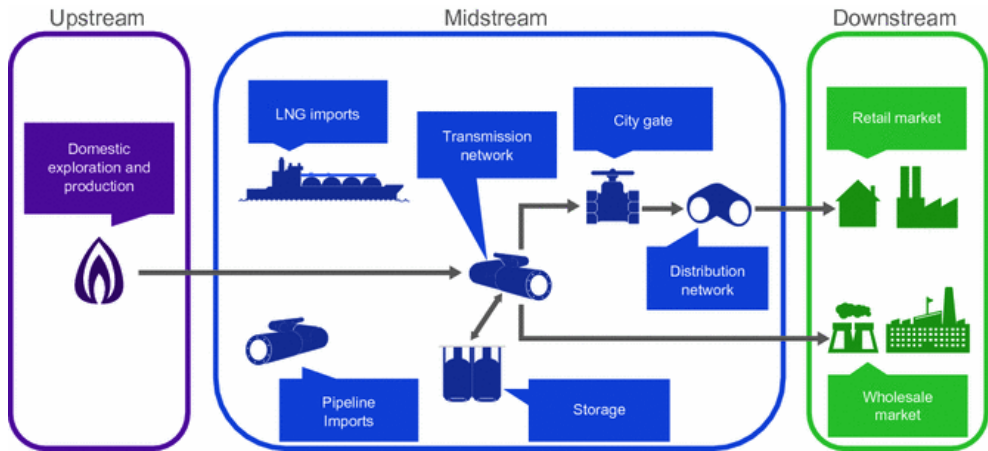 Upstream
Midstream
Downstream
Domestic
exploration and
production
LNG imports
Transmission
network
City gate
Retail market
Distribution
network
Pipeline
Imports
Storage
Wholesale
market